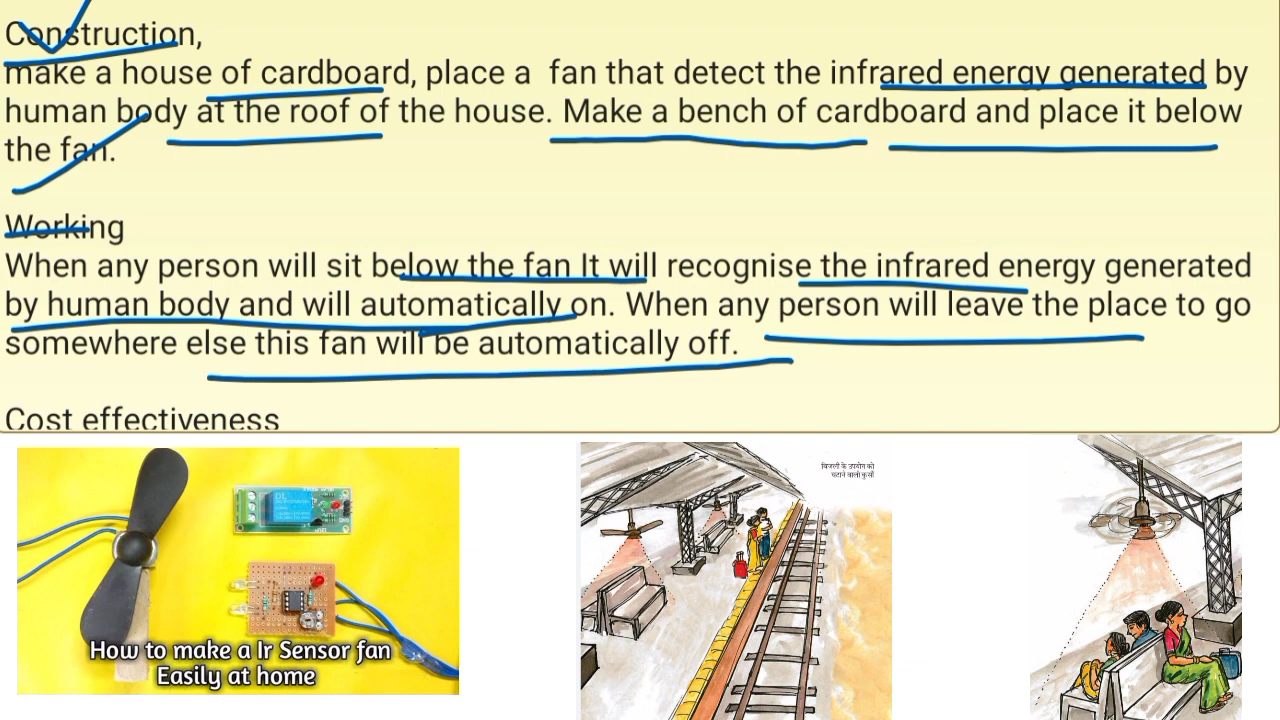 Construction,
make a house of cardboard, place a  fan that detect the infrared energy generated by
human body at the roof of the house. Make a bench of cardboard and place it below
the fan.
Working
When any person will sit below the fan It will recognise the infrared energy generated
by human body and will automatically on. When any person will leave the place to go
somewhere else this fan will be automatically off.
Cost effectiveness
How to make a Ir Sensor fan
Easily at home
बिजली के उपयोग को
घटाने वाली कुर्सी